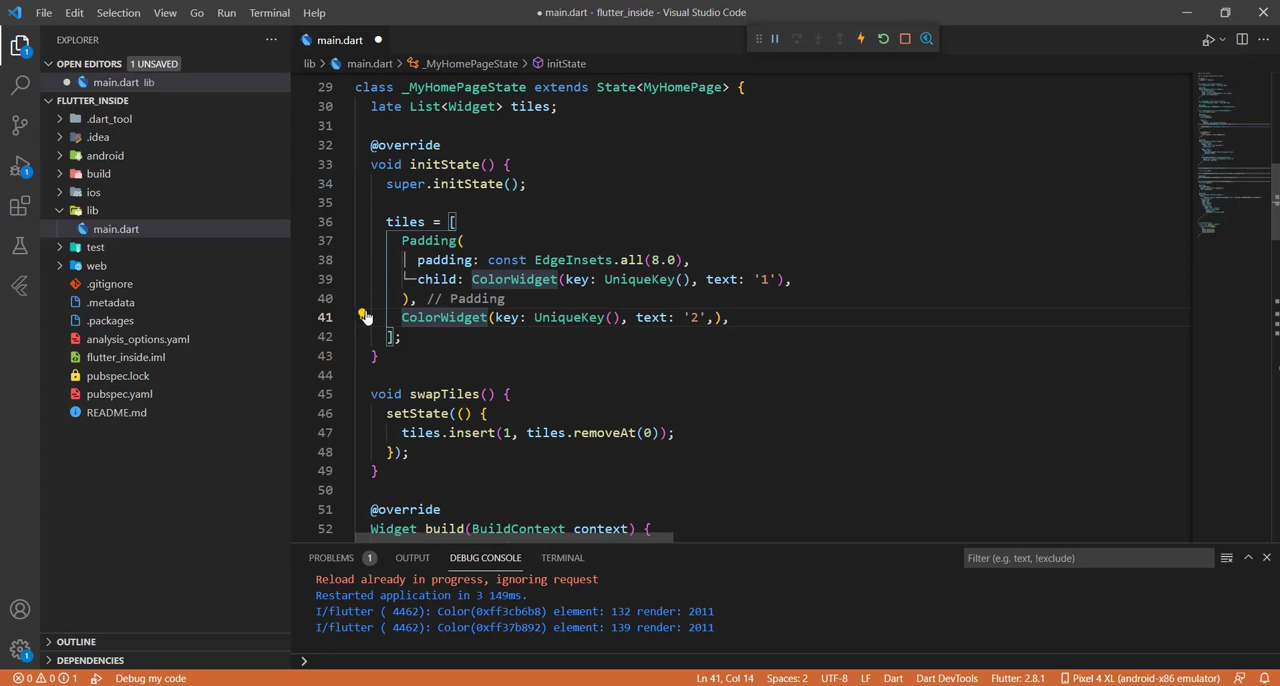 File Edit Selection View Go Run Terminal Help ● main.dart - flutter_inside - Visual Studio Code
EXPLORER
OPEN EDITORS 1 UNSAVED
main.dart lib
FLUTTER_INSIDE
.dart_tool
.idea
android
build
ios
lib
main.dart
test
web
.gitignore
.metadata
.packages
analysis_options.yaml
flutter_inside.iml
pubspec.lock
pubspec.yaml
README.md
OUTLINE
DEPENDENCIES
1
1
1
main.dart ●
lib > main.dart > _MyHomePageState > initState
29 class _MyHomePageState extends State<MyHomePage> {
30 late List<Widget> tiles;
31
32 @override
33 void initState() {
34 super.initState();
35
36 tiles = [
37 Padding(
38 padding: const EdgeInsets.all(8.0),
39 child: ColorWidget(key: UniqueKey(), text: '1'),
40 ), // Padding
41 ColorWidget(key: UniqueKey(), text: '2',),
42 ];
43 }
44
45 void swapTiles() {
46 setState(() {
47 tiles.insert(1, tiles.removeAt(0));
48 });
49 }
50
51 @override
52 Widget build(BuildContext context) {
PROBLEMS 1 OUTPUT DEBUG CONSOLE TERMINAL Filter (e.g. text, !exclude)
Reload already in progress, ignoring request
Restarted application in 3 149ms.
I/flutter ( 4462): Color(0xff3cb6b8) element: 132 render: 2011
I/flutter ( 4462): Color(0xff37b892) element: 139 render: 2011
>
0 0 1 Debug my code Ln 41, Col 14 Spaces: 2 UTF-8 LF Dart Dart DevTools Flutter: 2.8.1 Pixel 4 XL (android-x86 emulator)